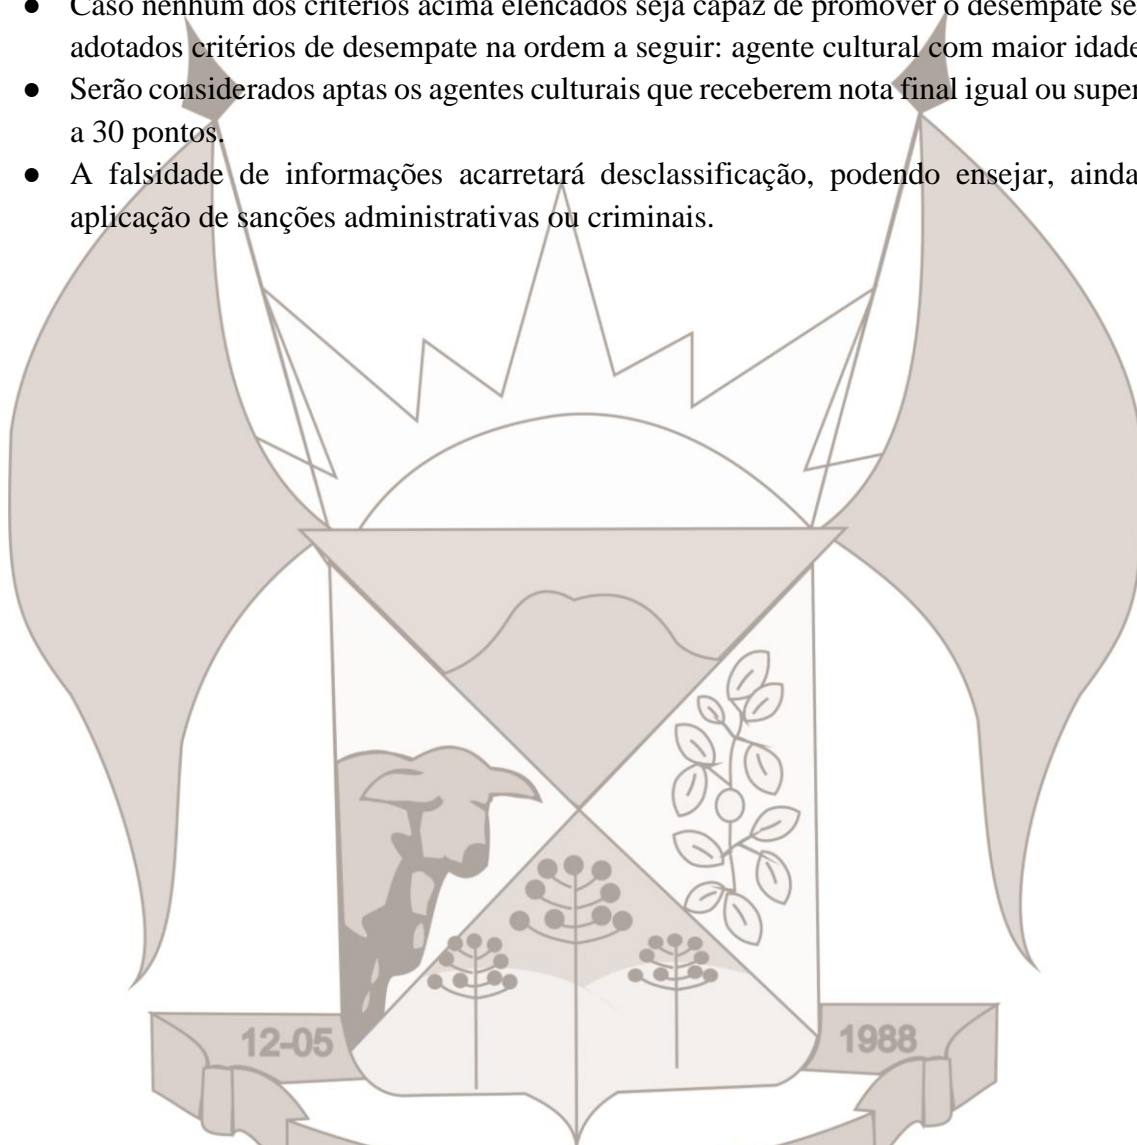 ● Caso nenhum dos critérios acima elencados seja capaz de promover o desempate
adotados critérios de desempate na ordem a seguir: agente cultural com maior idade
● Serão considerados aptas os agentes culturais que receberem nota final igual ou
a 30 pontos.
● A falsidade de informações acarretará desclassificação, podendo ensejar, ainda
aplicação de sanções administrativas ou criminais.
12-05
1988